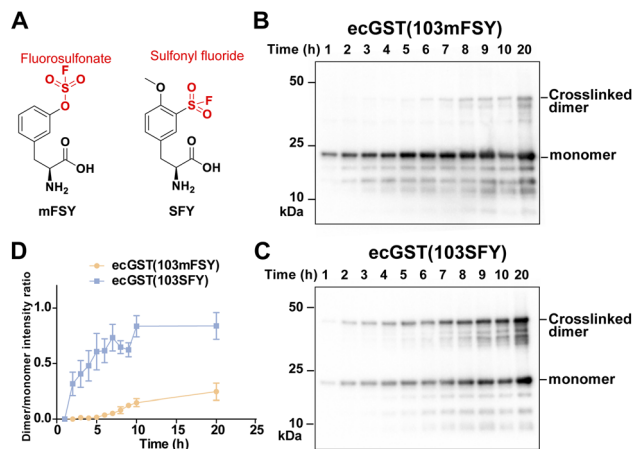 A
Fluorosulfonate
F
O=S=O
O
O
OH
NH2
mFSY
Sulfonyl fluoride
O
O
S
F
O
O
OH
NH2
SFY
B
ecGST(103mFSY)
Time (h) 1 2 3 4 5 6 7 8 9 10 20
50
Crosslinked
dimer
25
monomer
10
kDa
D
ecGST(103mFSY)
ecGST(103SFY)
Dimer/monomer intensity ratio
1.0
0.5
0.0
0 5 10 15 20 25
Time (h)
C
ecGST(103SFY)
Time (h) 1 2 3 4 5 6 7 8 9 10 20
50
Crosslinked
dimer
25
monomer
10
kDa